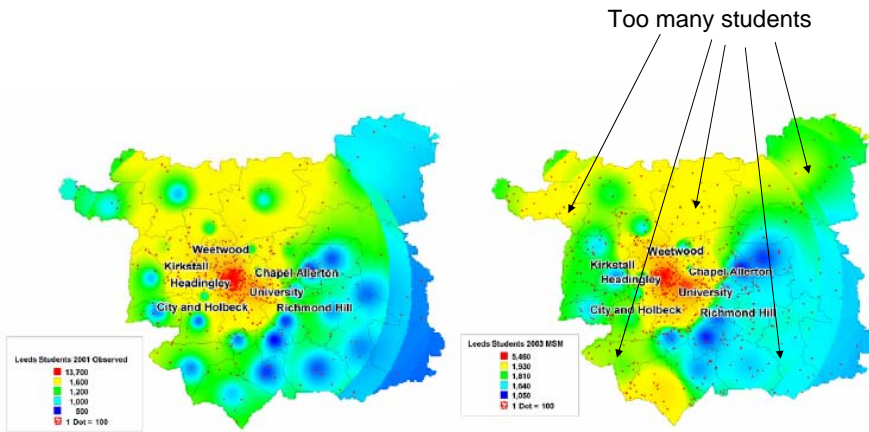 Too many students
Weetwood
Kirkstall
Chapel Allerton
Headingley
University
City and Holbeck
Richmond Hill
Leeds Students 2001 Observed
13,700
1,600
1,200
1,000
500
1 Dot = 100
Weetwood
Kirkstall
Chapel Allerton
Headingley
University
City and Holbeck
Richmond Hill
Leeds Students 2003 MSM
5,460
1,930
1,810
1,640
1,050
1 Dot = 100